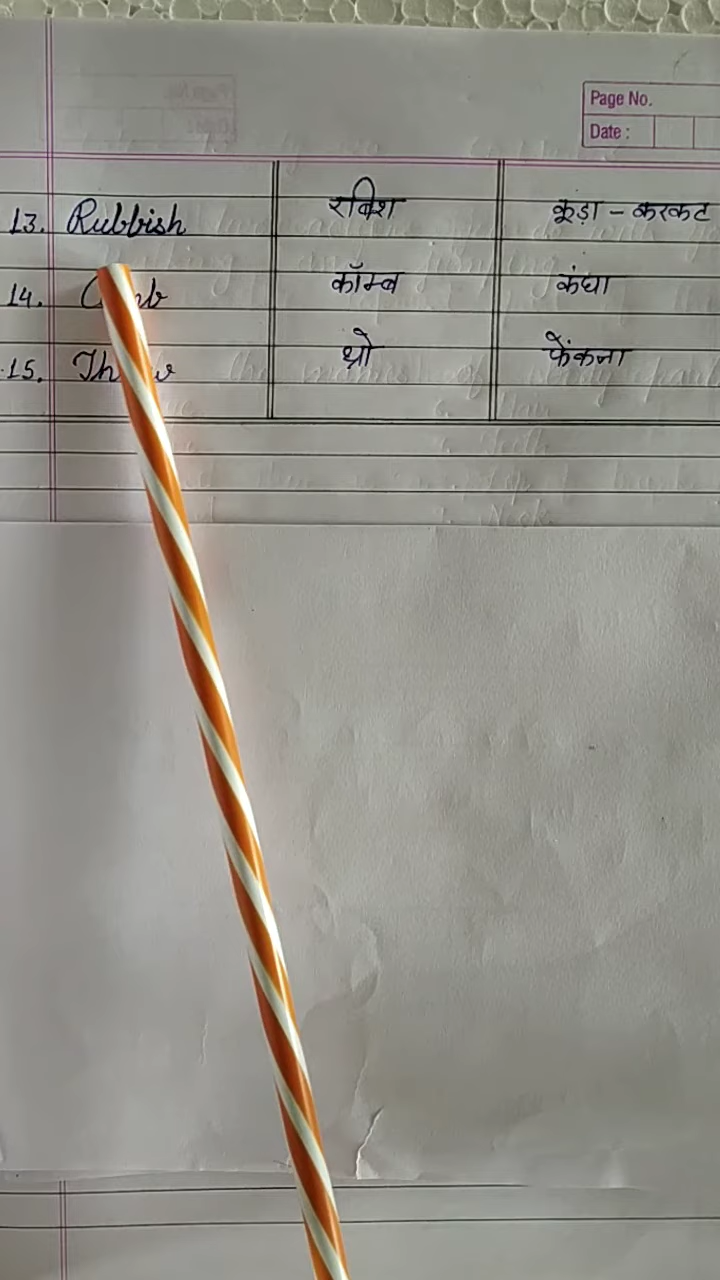 Page No.
Date :
13. Rubbish रबिश कूड़ा - करकट
14. कॉम्ब कंघा
15. थ्रो फेंकना